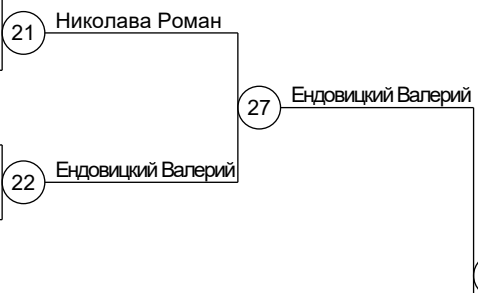 21 Николава Роман
27 Ендовицкий Валерий
22 Ендовицкий Валерий